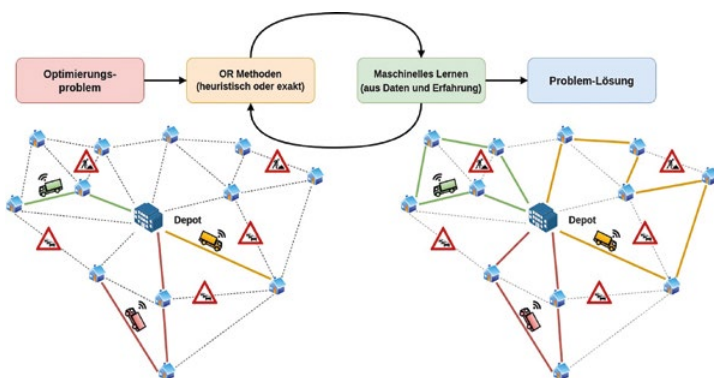 Optimierungs-
problem
OR Methoden
(heuristisch oder exakt)
Maschinelles Lernen
(aus Daten und Erfahrung)
Problem-Lösung
Depot
Depot